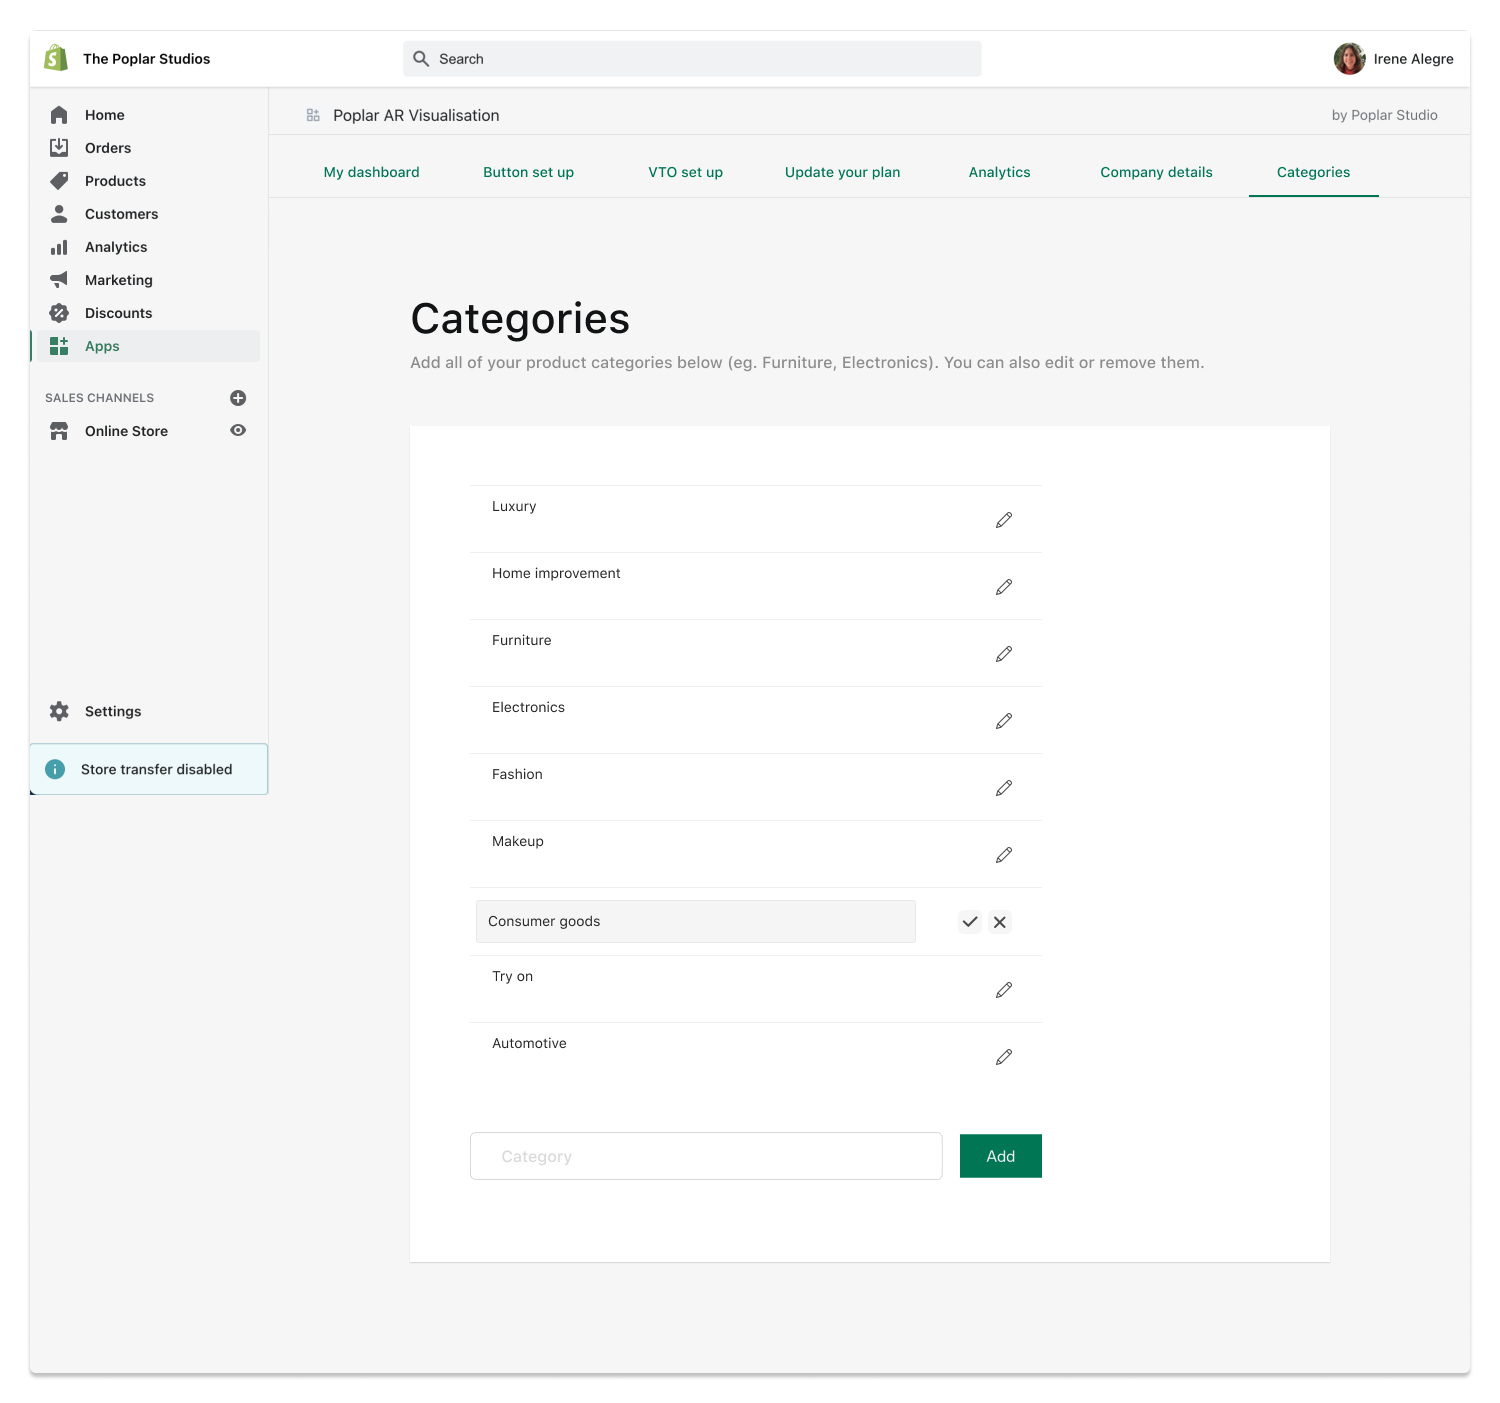 The Poplar Studios
Search
Irene Alegre
Home
Orders
Products
Customers
Analytics
Marketing
Discounts
Apps
SALES CHANNELS
Online Store
Settings
Store transfer disabled
Poplar AR Visualisation
by Poplar Studio
My dashboard
Button set up
VTO set up
Update your plan
Analytics
Company details
Categories
Categories
Add all of your product categories below (eg. Furniture, Electronics). You can also edit or remove them.
Luxury
Home improvement
Furniture
Electronics
Fashion
Makeup
Consumer goods
Try on
Automotive
Category
Add